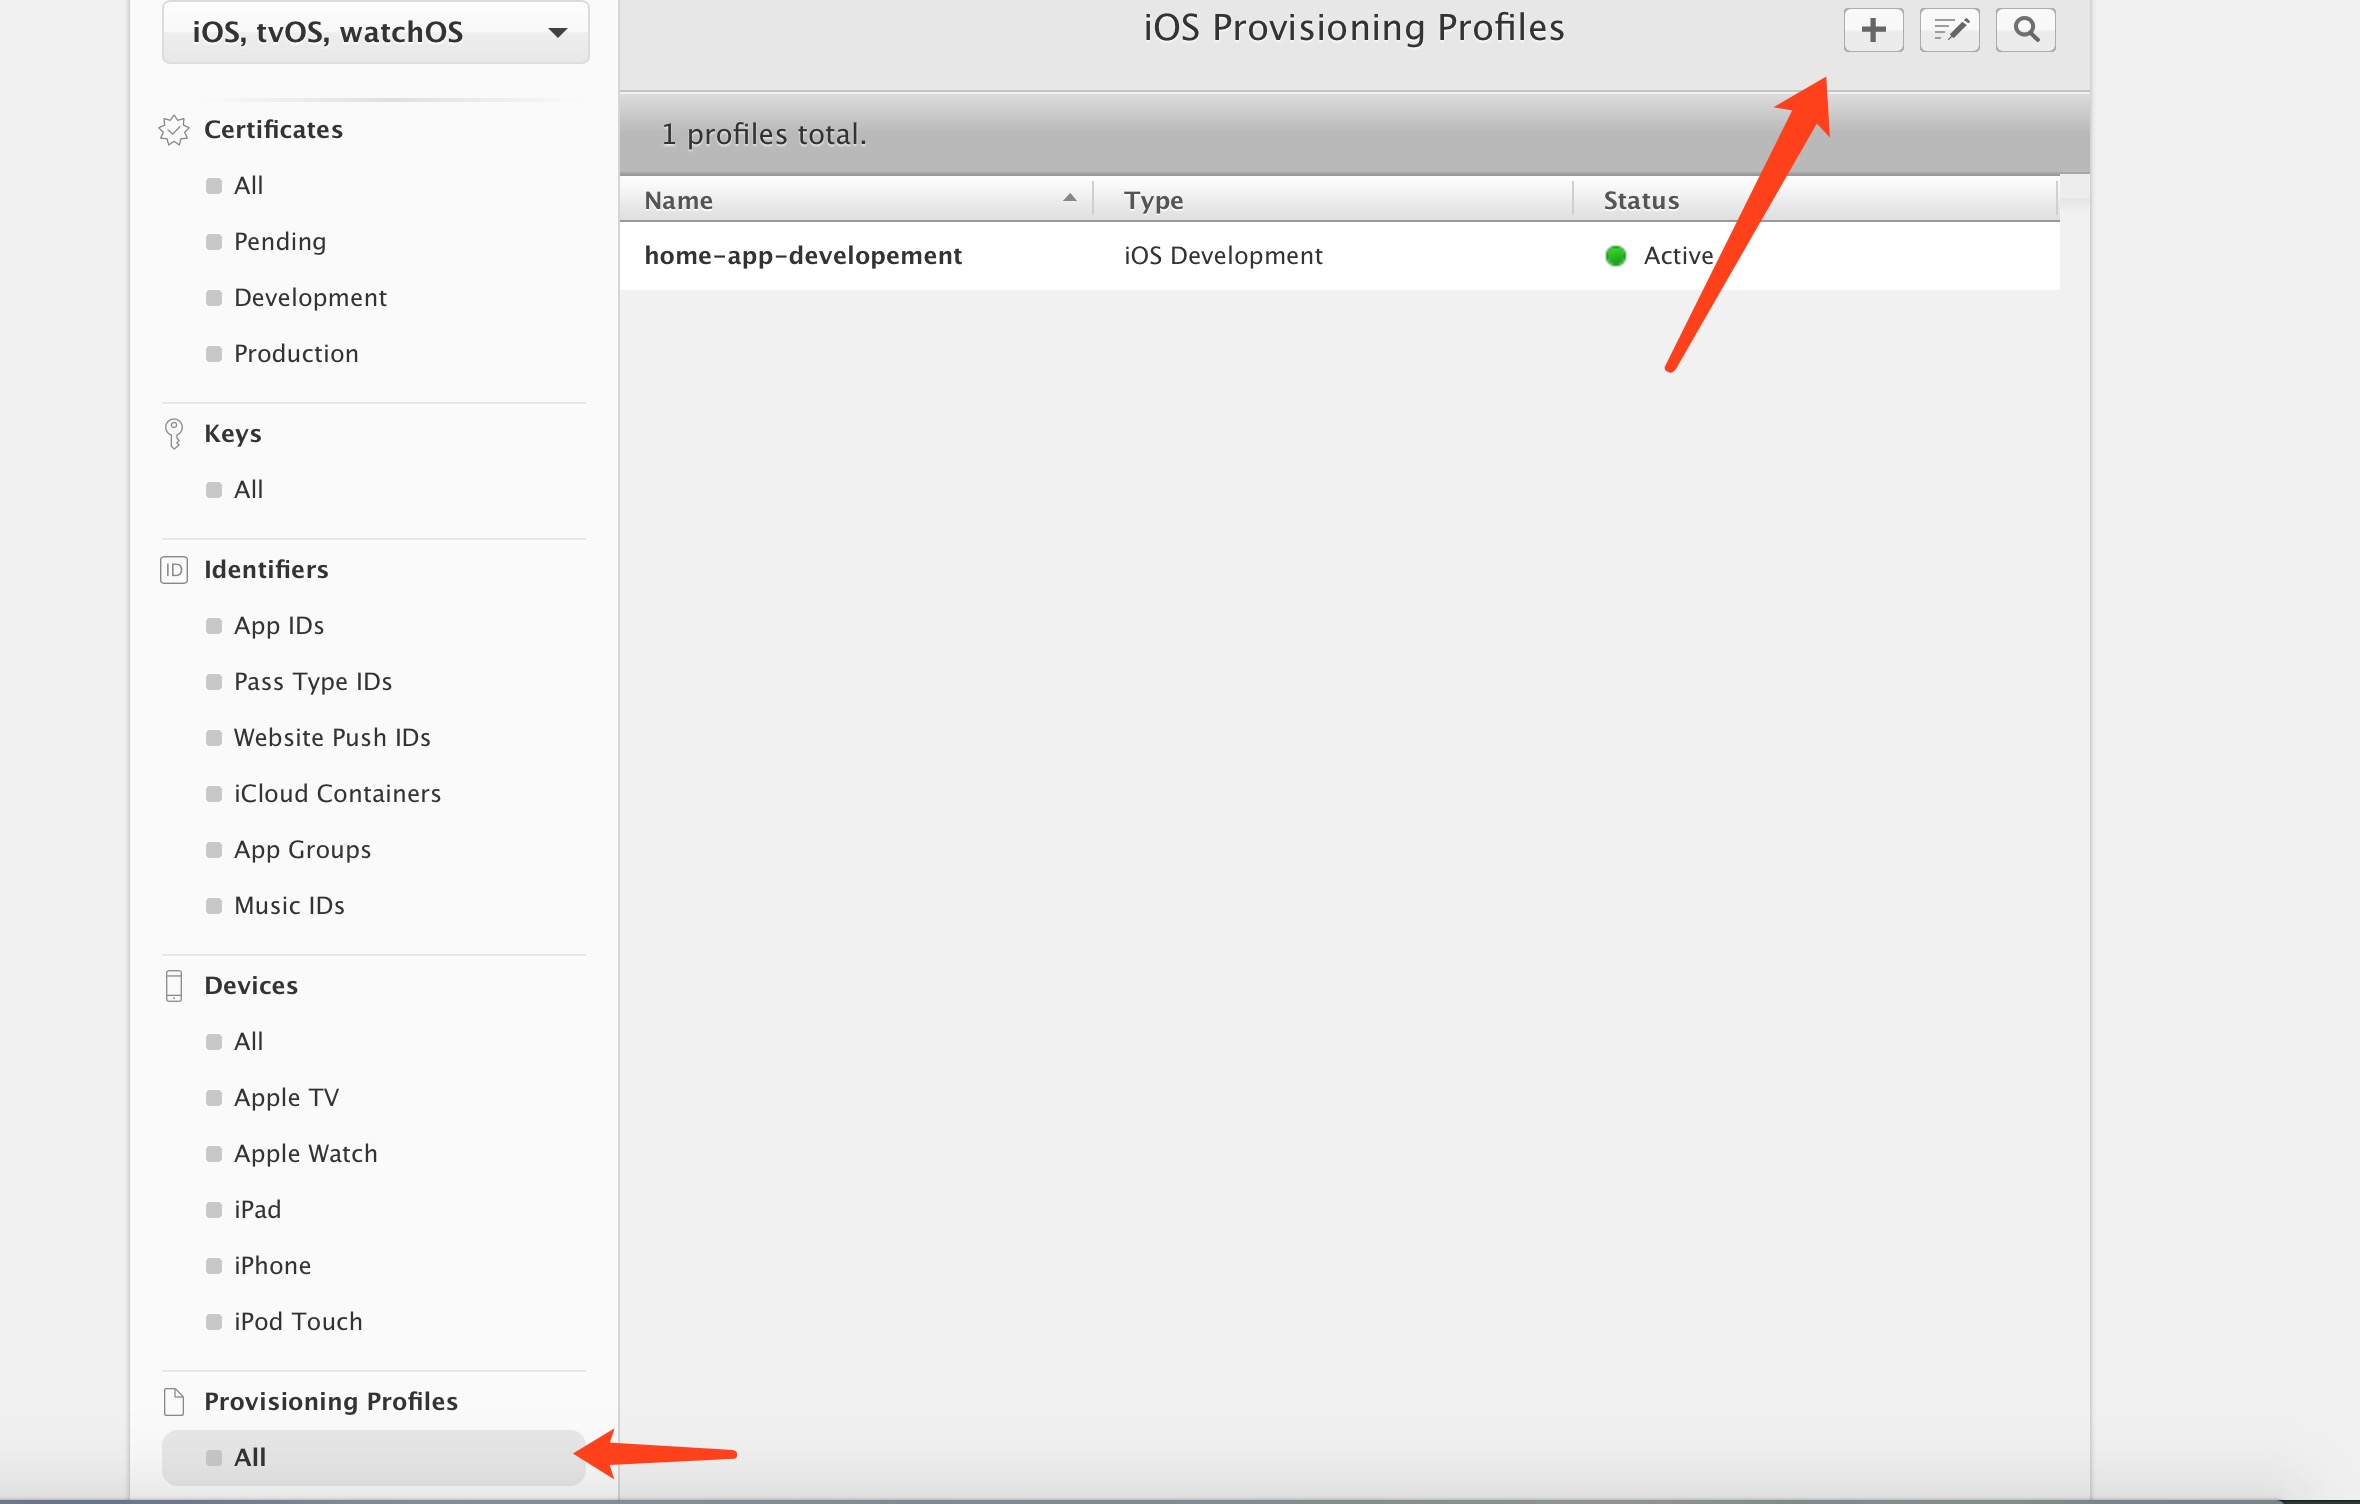 iOS, tvOS, watchOS
Certificates
All
Pending
Development
Production
Keys
All
ID Identifiers
App IDs
Pass Type IDs
Website Push IDs
iCloud Containers
App Groups
Music IDs
Devices
All
Apple TV
Apple Watch
iPad
iPhone
iPod Touch
Provisioning Profiles
All
iOS Provisioning Profiles
1 profiles total.
Name Type Status
home-app-developement iOS Development Active